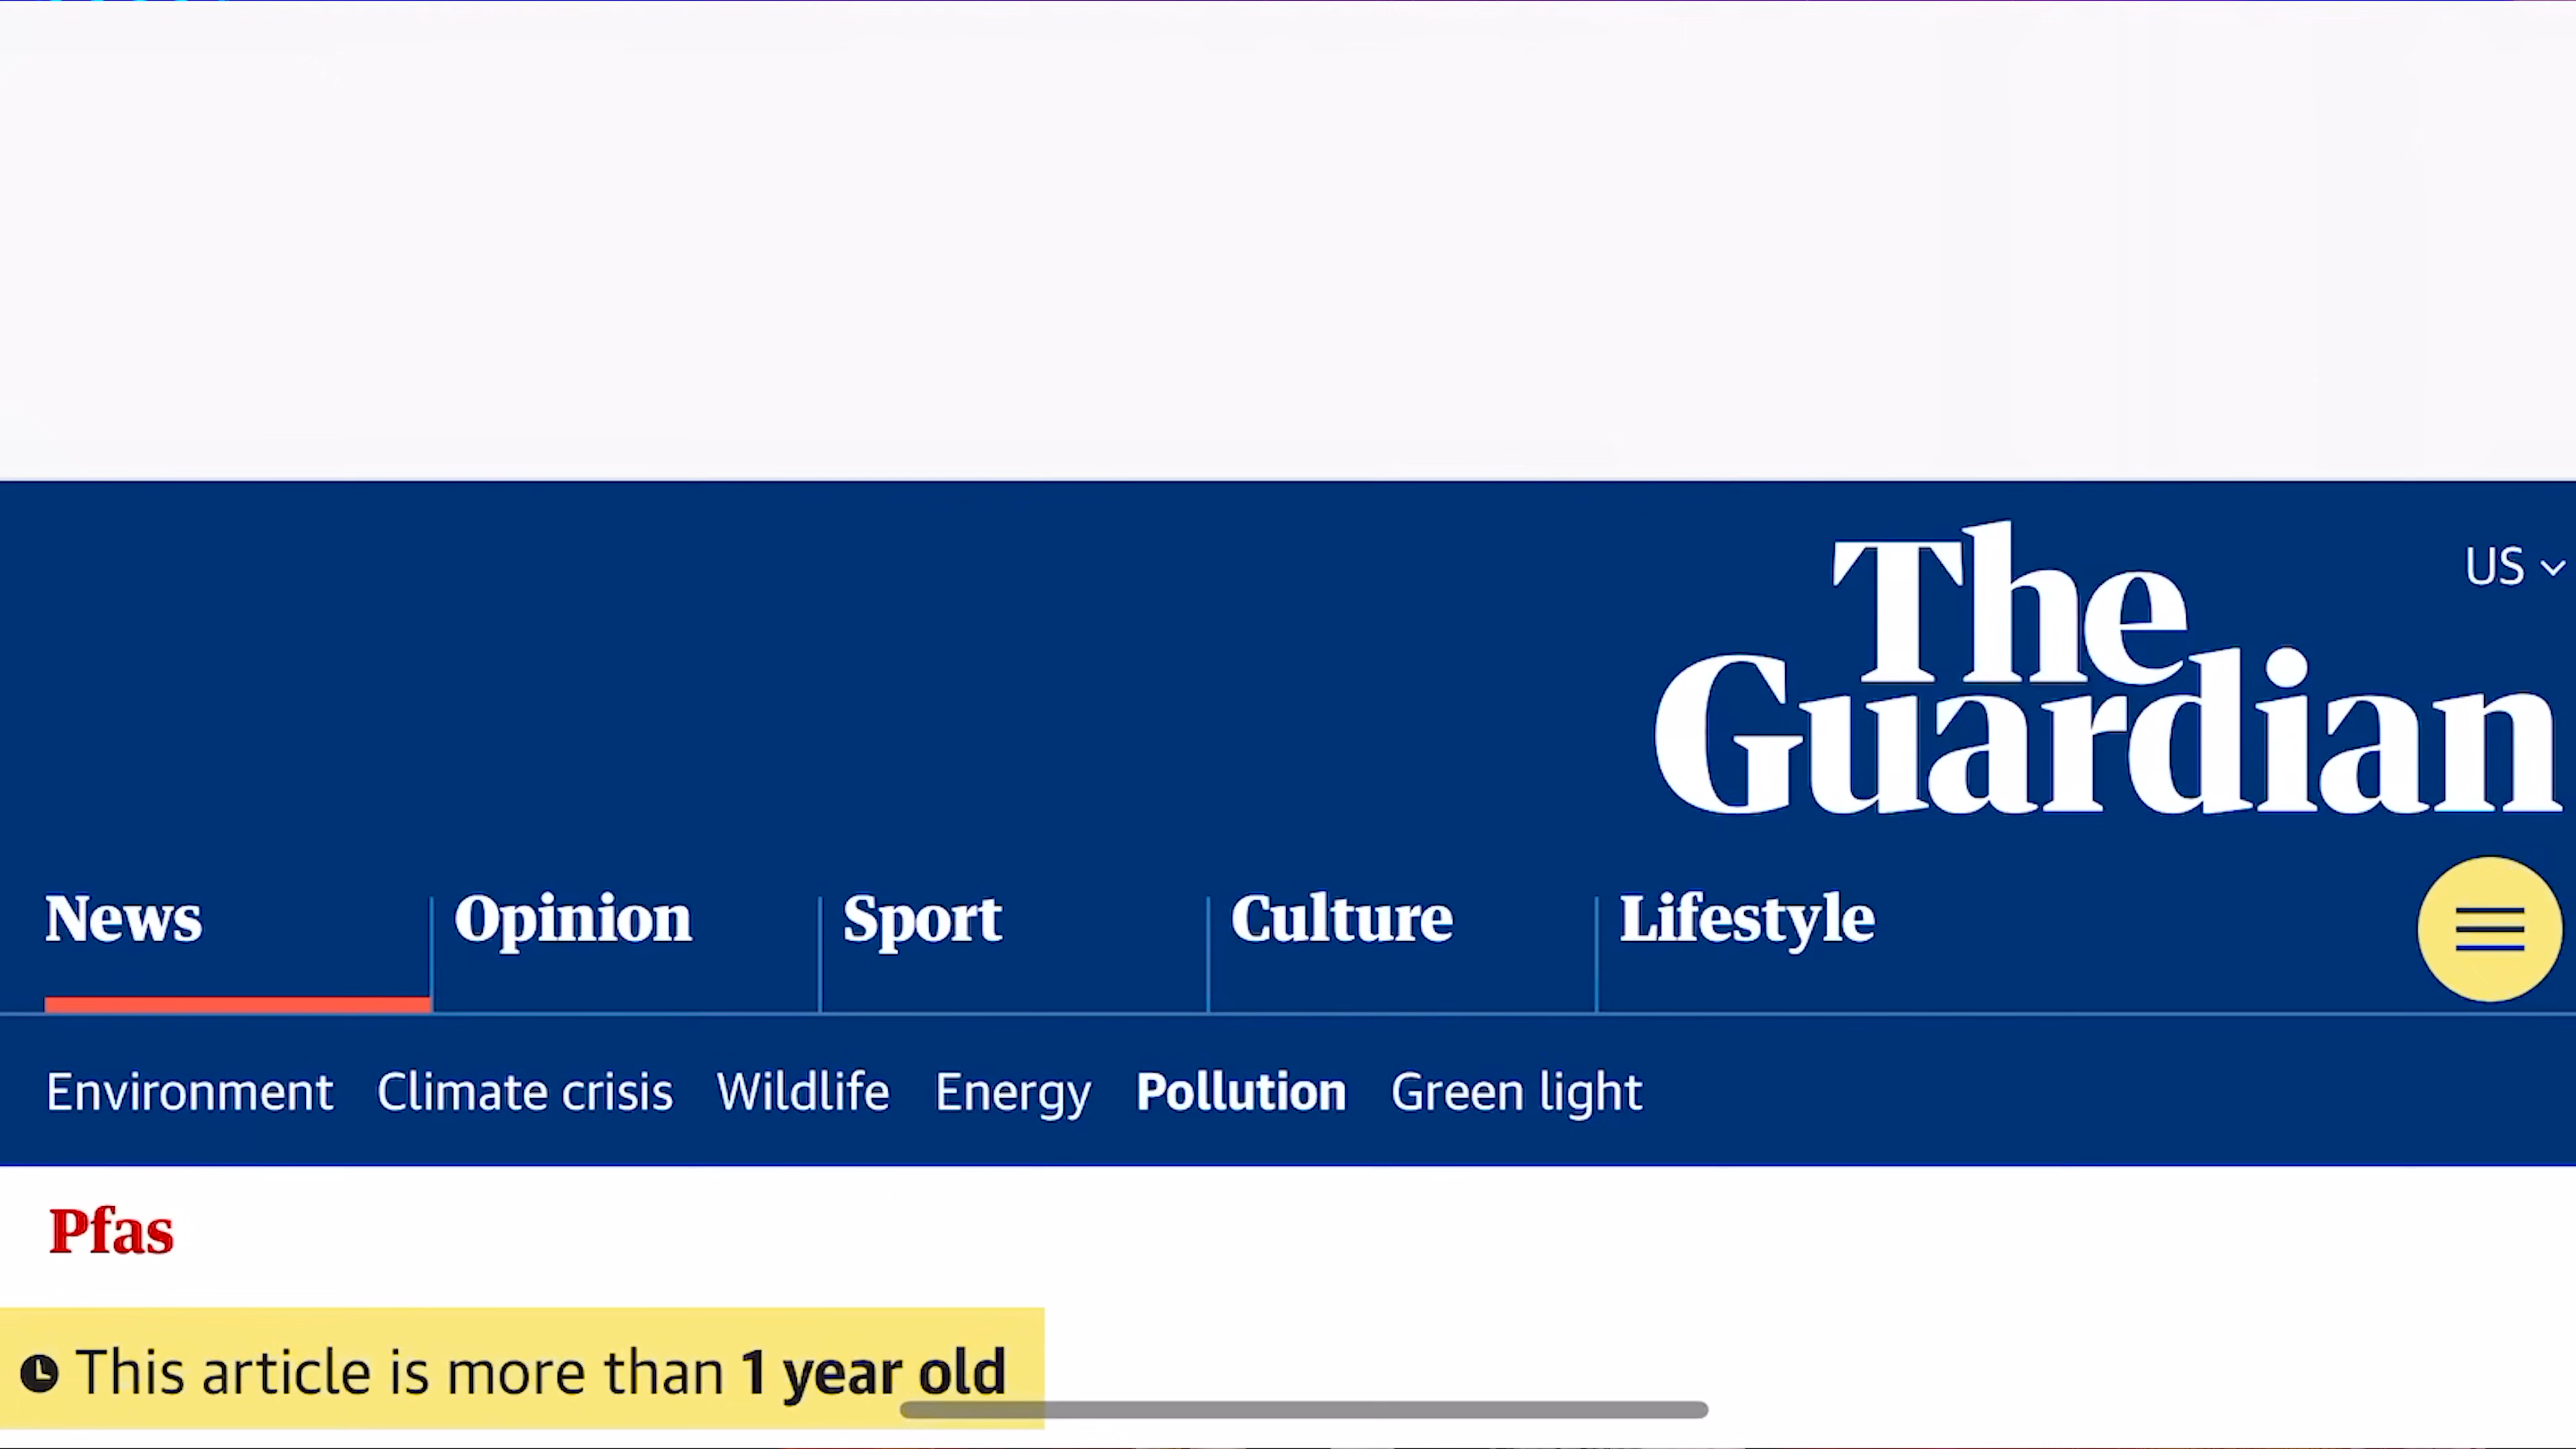 US
The
Guardian
News Opinion Sport Culture Lifestyle
Environment Climate crisis Wildlife Energy Pollution Green light
Pfas
This article is more than 1 year old